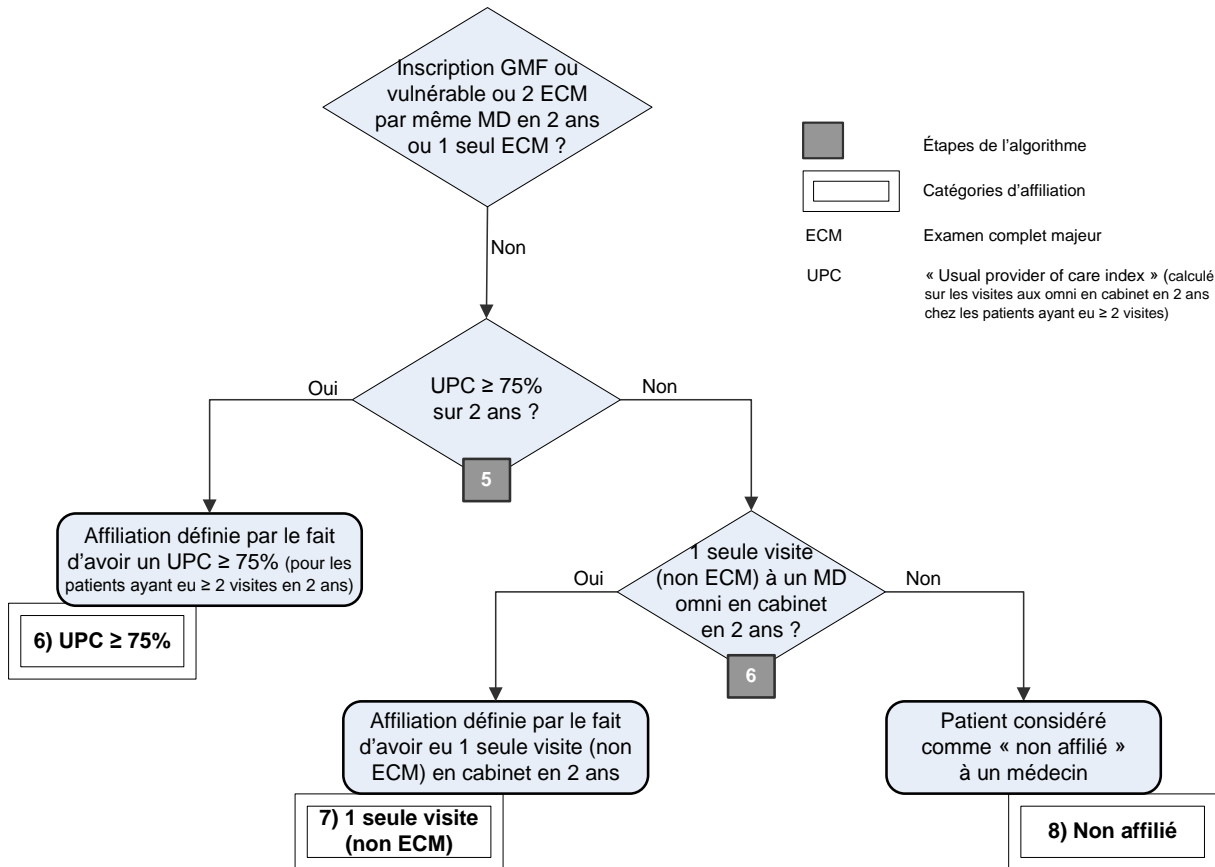 Inscription GMF ou
vulnérable ou 2 ECM
par même MD en 2 ans
ou 1 seul ECM ?
Étapes de l'algorithme
Catégories d'affiliation
ECM Examen complet majeur
UPC « Usual provider of care index » (calculé
sur les visites aux omni en cabinet en 2 ans
chez les patients ayant eu ≥ 2 visites)
Non
Oui
UPC ≥ 75%
sur 2 ans ?
Non
5
Affiliation définie par le fait
d'avoir un UPC ≥ 75% (pour les
patients ayant eu ≥ 2 visites en 2 ans)
6) UPC ≥ 75%
Oui
1 seule visite
(non ECM) à un MD
omni en cabinet
en 2 ans ?
Non
6
Affiliation définie par le fait
d'avoir eu 1 seule visite (non
ECM) en cabinet en 2 ans
7) 1 seule visite
(non ECM)
Patient considéré
comme « non affilié »
à un médecin
8) Non affilié